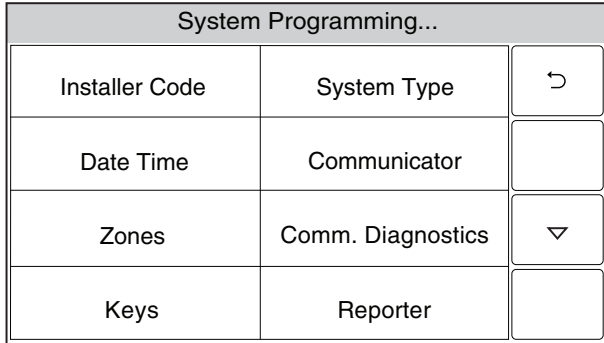 System Programming...
Installer Code
System Type
Date Time
Communicator
Zones
Comm. Diagnostics
Keys
Reporter